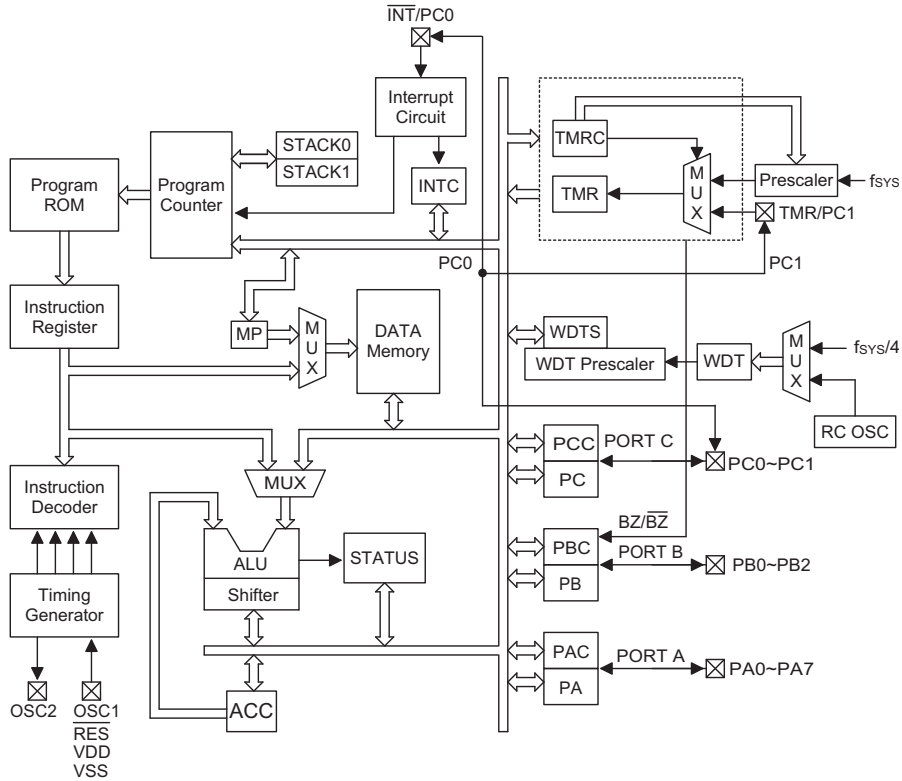 INT/PC0
Interrupt
Circuit
STACK0
STACK1
INTC
Program
ROM
Program
Counter
TMRC
TMR
MUX
Prescaler
fSYS
TMR/PC1
PC0
PC1
Instruction
Register
MP
MUX
DATA
Memory
WDTS
WDT Prescaler
WDT
MUX
fSYS/4
RC OSC
PCC
PC
PORT C
PC0~PC1
Instruction
Decoder
MUX
ALU
Shifter
STATUS
BZ/BZ
PBC
PB
PORT B
PB0~PB2
Timing
Generator
PAC
PA
PORT A
PA0~PA7
ACC
OSC2
OSC1
RES
VDD
VSS